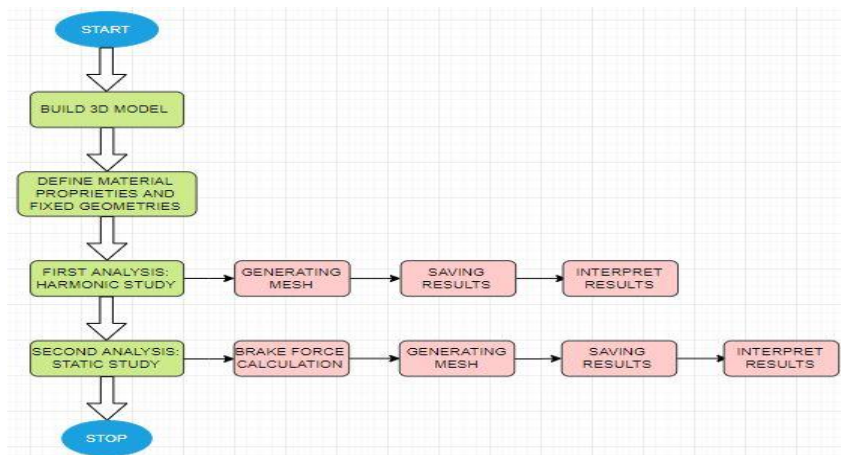 START
BUILD 3D MODEL
DEFINE MATERIAL
PROPRIETIES AND
FIXED GEOMETRIES
FIRST ANALYSIS:
HARMONIC STUDY
GENERATING
MESH
SAVING
RESULTS
INTERPRET
RESULTS
SECOND ANALYSIS:
STATIC STUDY
BRAKE FORCE
CALCULATION
GENERATING
MESH
SAVING
RESULTS
INTERPRET
RESULTS
STOP